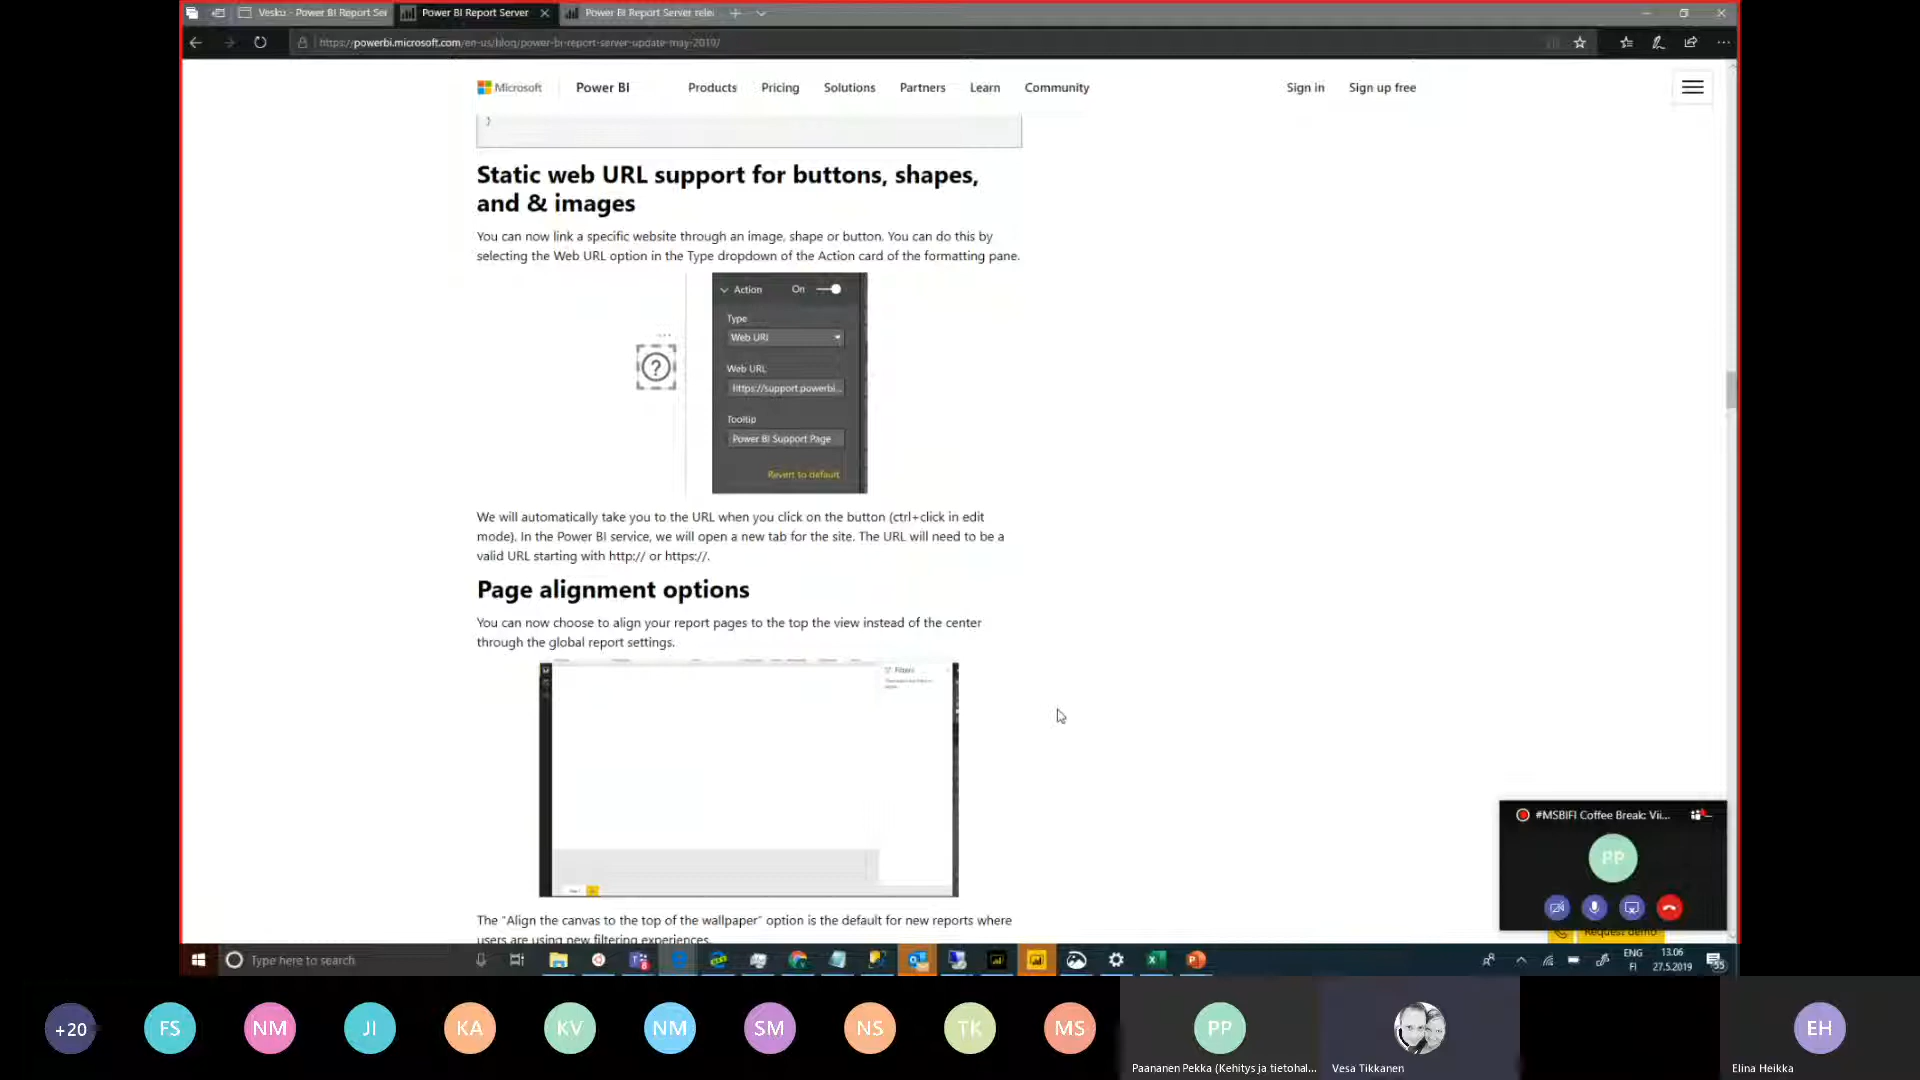 Vesku - Power BI Report Ser
Power BI Report Server
Power BI Report Server relea
https://powerbi.microsoft.com/en-us/blog/power-bi-report-server-update-may-2019/
Microsoft
Power BI
Products
Pricing
Solutions
Partners
Learn
Community
Sign in
Sign up free
}
Static web URL support for buttons, shapes,
and & images
You can now link a specific website through an image, shape or button. You can do this by
selecting the Web URL option in the Type dropdown of the Action card of the formatting pane.
Action On
Type
Web URL
Web URL
https://support.powerbi...
Tooltip
Power BI Support Page
Revert to default
We will automatically take you to the URL when you click on the button (ctrl+click in edit
mode). In the Power BI service, we will open a new tab for the site. The URL will need to be a
valid URL starting with http:// or https://.
Page alignment options
You can now choose to align your report pages to the top the view instead of the center
through the global report settings.
Filters
The "Align the canvas to the top of the wallpaper" option is the default for new reports where
users are using new filtering experiences.
#MSBIFI Coffee Break: Vii...
PP
Request demo
Type here to search
ENG
FI
13.06
27.5.2019
55
+20
FS
NM
JI
KA
KV
NM
SM
NS
TK
MS
PP
EH
Paananen Pekka (Kehitys ja tietohal...
Vesa Tikkanen
Elina Heikka